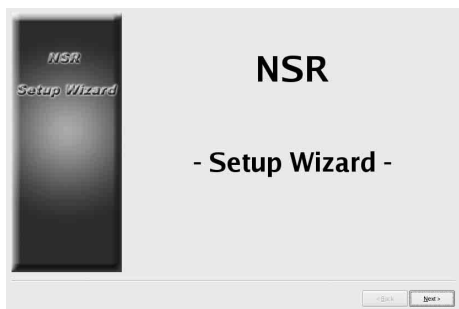 NSR
Setup Wizard
NSR
- Setup Wizard -
< Back
Next >